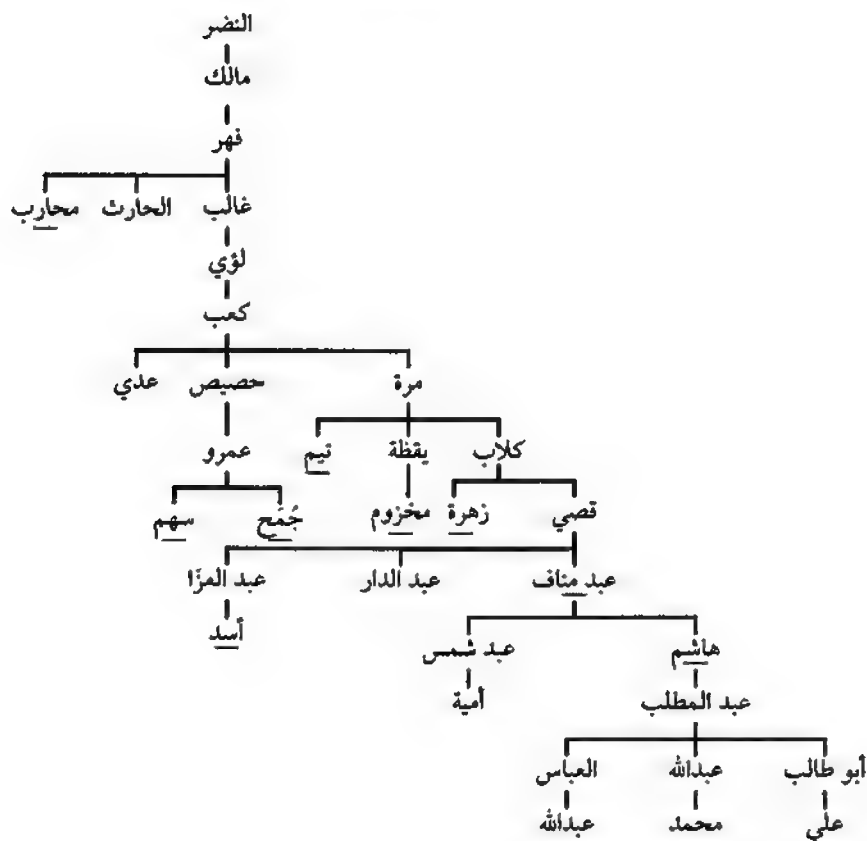 النضر
مالك
فهر
غالب الحارث محارب
لؤي
كعب
مرة حصيص عدي
كلاب يقظة تيم عمرو
قصي زهرة مخزوم جُمَح سهم
عبد مناف عبد الدار عبد العزّا
هاشم عبد شمس أسد
عبد المطلب أمية
أبو طالب عبدالله العباس
علي محمد عبدالله